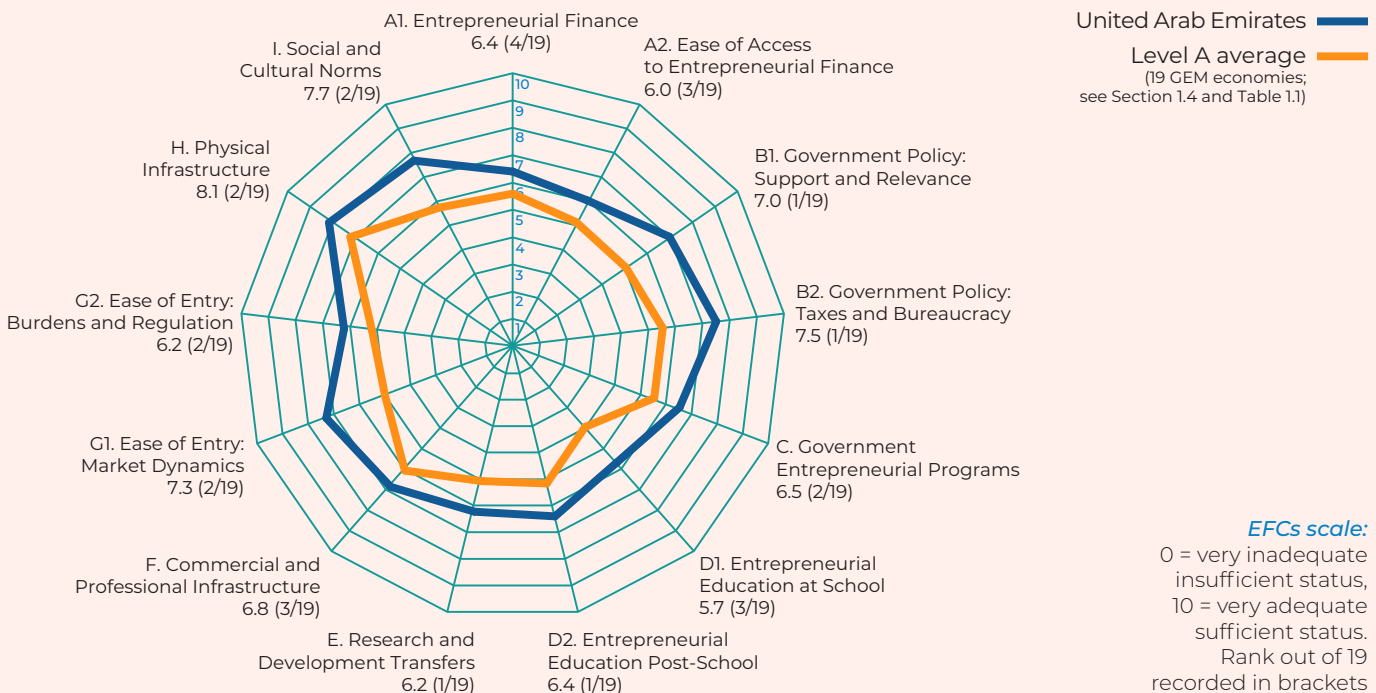 A1. Entrepreneurial Finance
6.4 (4/19)
A2. Ease of Access
to Entrepreneurial Finance
6.0 (3/19)
B1. Government Policy:
Support and Relevance
7.0 (1/19)
B2. Government Policy:
Taxes and Bureaucracy
7.5 (1/19)
C. Government
Entrepreneurial Programs
6.5 (2/19)
D1. Entrepreneurial
Education at School
5.7 (3/19)
D2. Entrepreneurial
Education Post-School
6.4 (1/19)
E. Research and
Development Transfers
6.2 (1/19)
F. Commercial and
Professional Infrastructure
6.8 (3/19)
G1. Ease of Entry:
Market Dynamics
7.3 (2/19)
G2. Ease of Entry:
Burdens and Regulation
6.2 (2/19)
H. Physical
Infrastructure
8.1 (2/19)
I. Social and
Cultural Norms
7.7 (2/19)
10
9
8
7
6
5
4
3
2
1
United Arab Emirates
Level A average
(19 GEM economies;
see Section 1.4 and Table 1.1)
EFCs scale:
0 = very inadequate
insufficient status,
10 = very adequate
sufficient status.
Rank out of 19
recorded in brackets